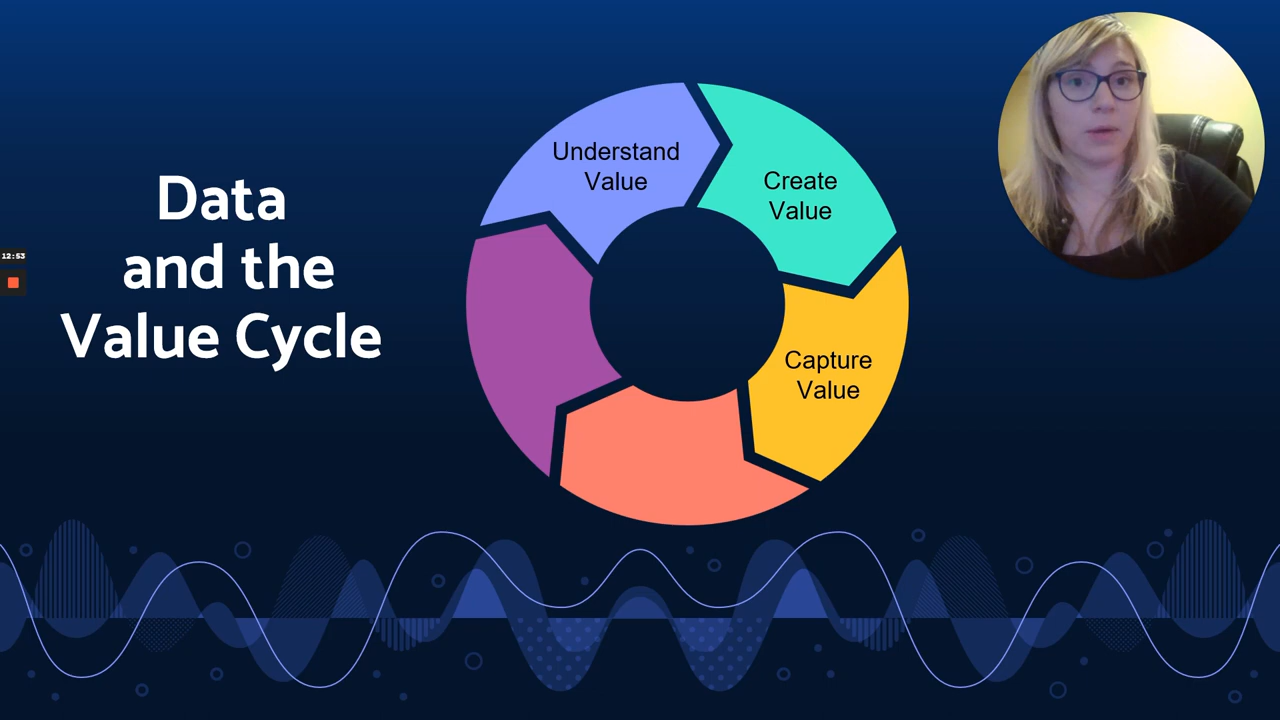 Data
and the
Value Cycle
Understand
Value
Create
Value
Capture
Value
12:53